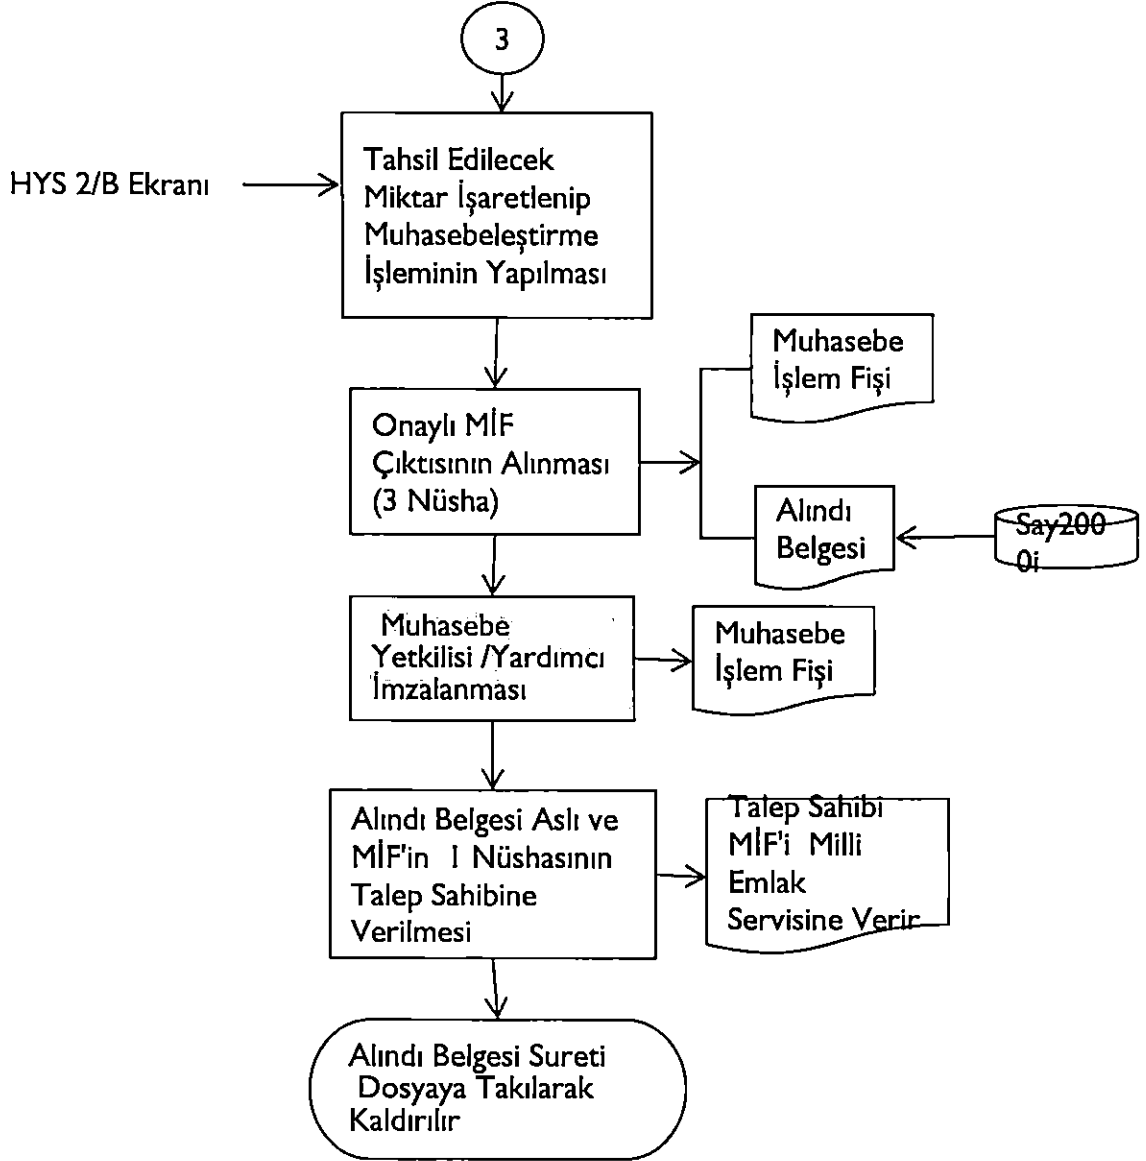 3
HYS 2/B Ekranı
Tahsil Edilecek
Miktar İşaretlenip
Muhasebeleştirme
İşleminin Yapılması
Onaylı MİF
Çıktısının Alınması
(3 Nüsha)
Muhasebe
İşlem Fişi
Alındı
Belgesi
Say200
0i
Muhasebe
Yetkilisi /Yardımcı
İmzalanması
Muhasebe
İşlem Fişi
Alındı Belgesi Aslı ve
MİF'in 1 Nüshasının
Talep Sahibine
Verilmesi
Talep Sahibi
MİF'i Milli
Emlak
Servisine Verir
Alındı Belgesi Sureti
Dosyaya Takılarak
Kaldırılır